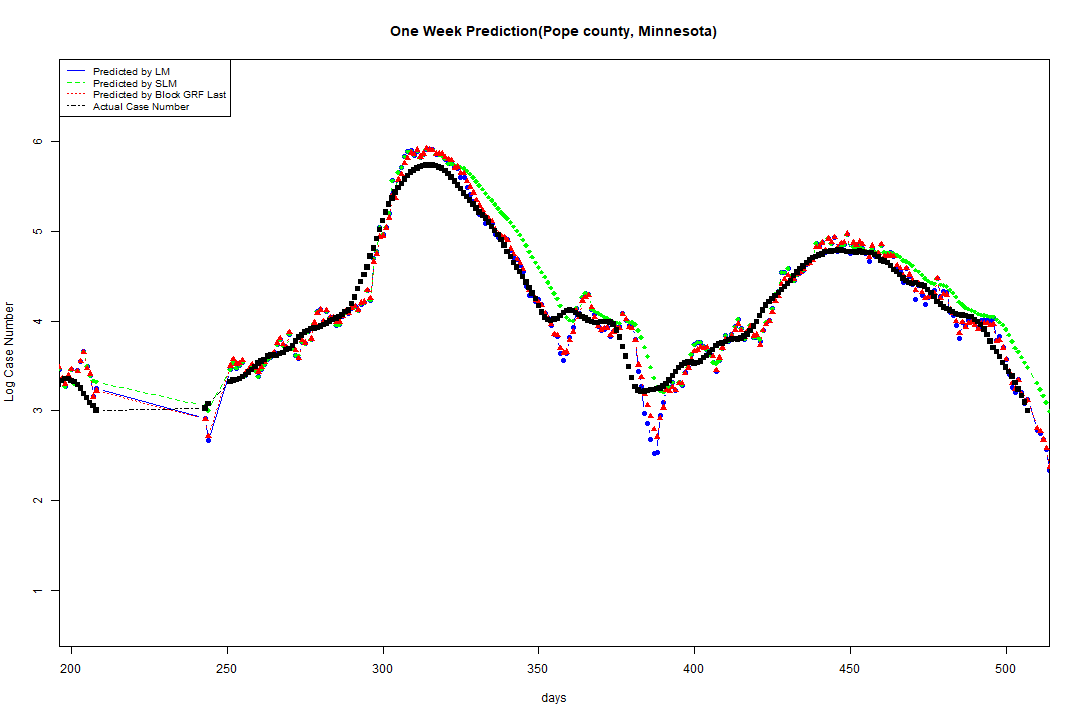 One Week Prediction(Pope county, Minnesota)
Predicted by LM
Predicted by SLM
Predicted by Block GRF Last
Actual Case Number
6
5
4
3
2
1
Log Case Number
200 250 300 350 400 450 500
days